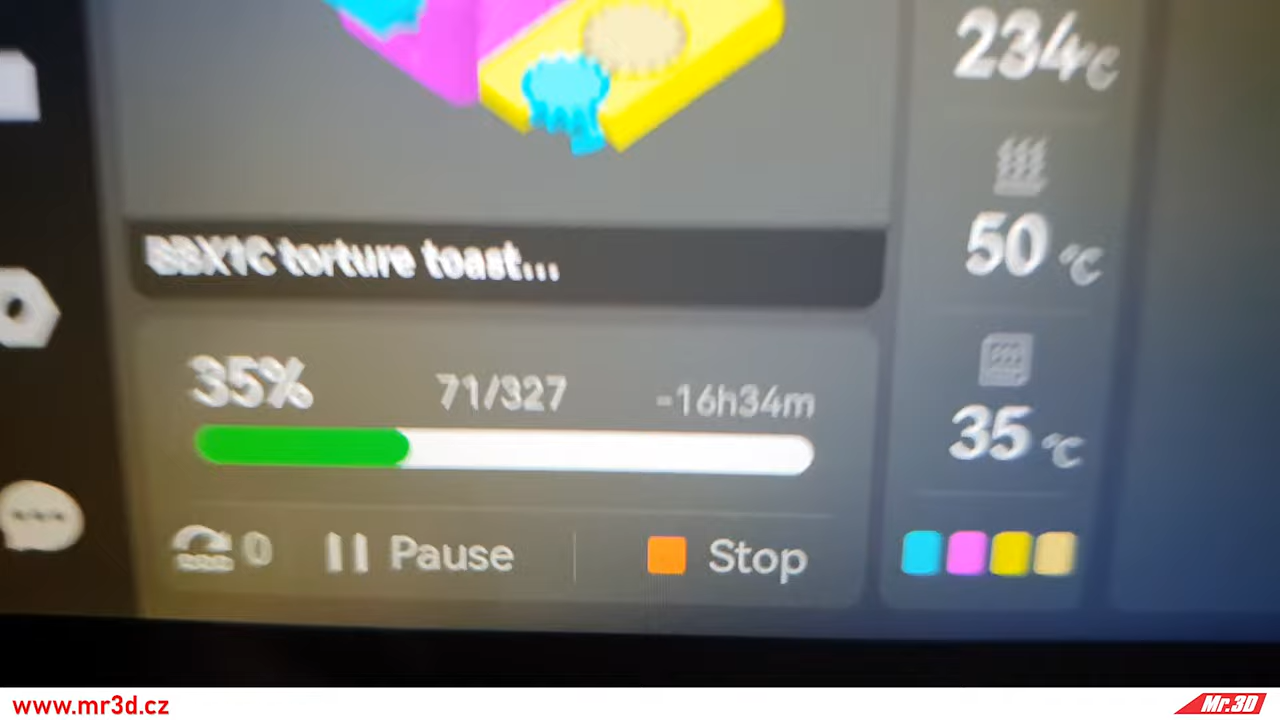 234°C
50 °C
BBX1C torture toast...
35% 71/327 -16h34m
35 °C
0 Pause Stop
www.mr3d.cz
Mr.3D